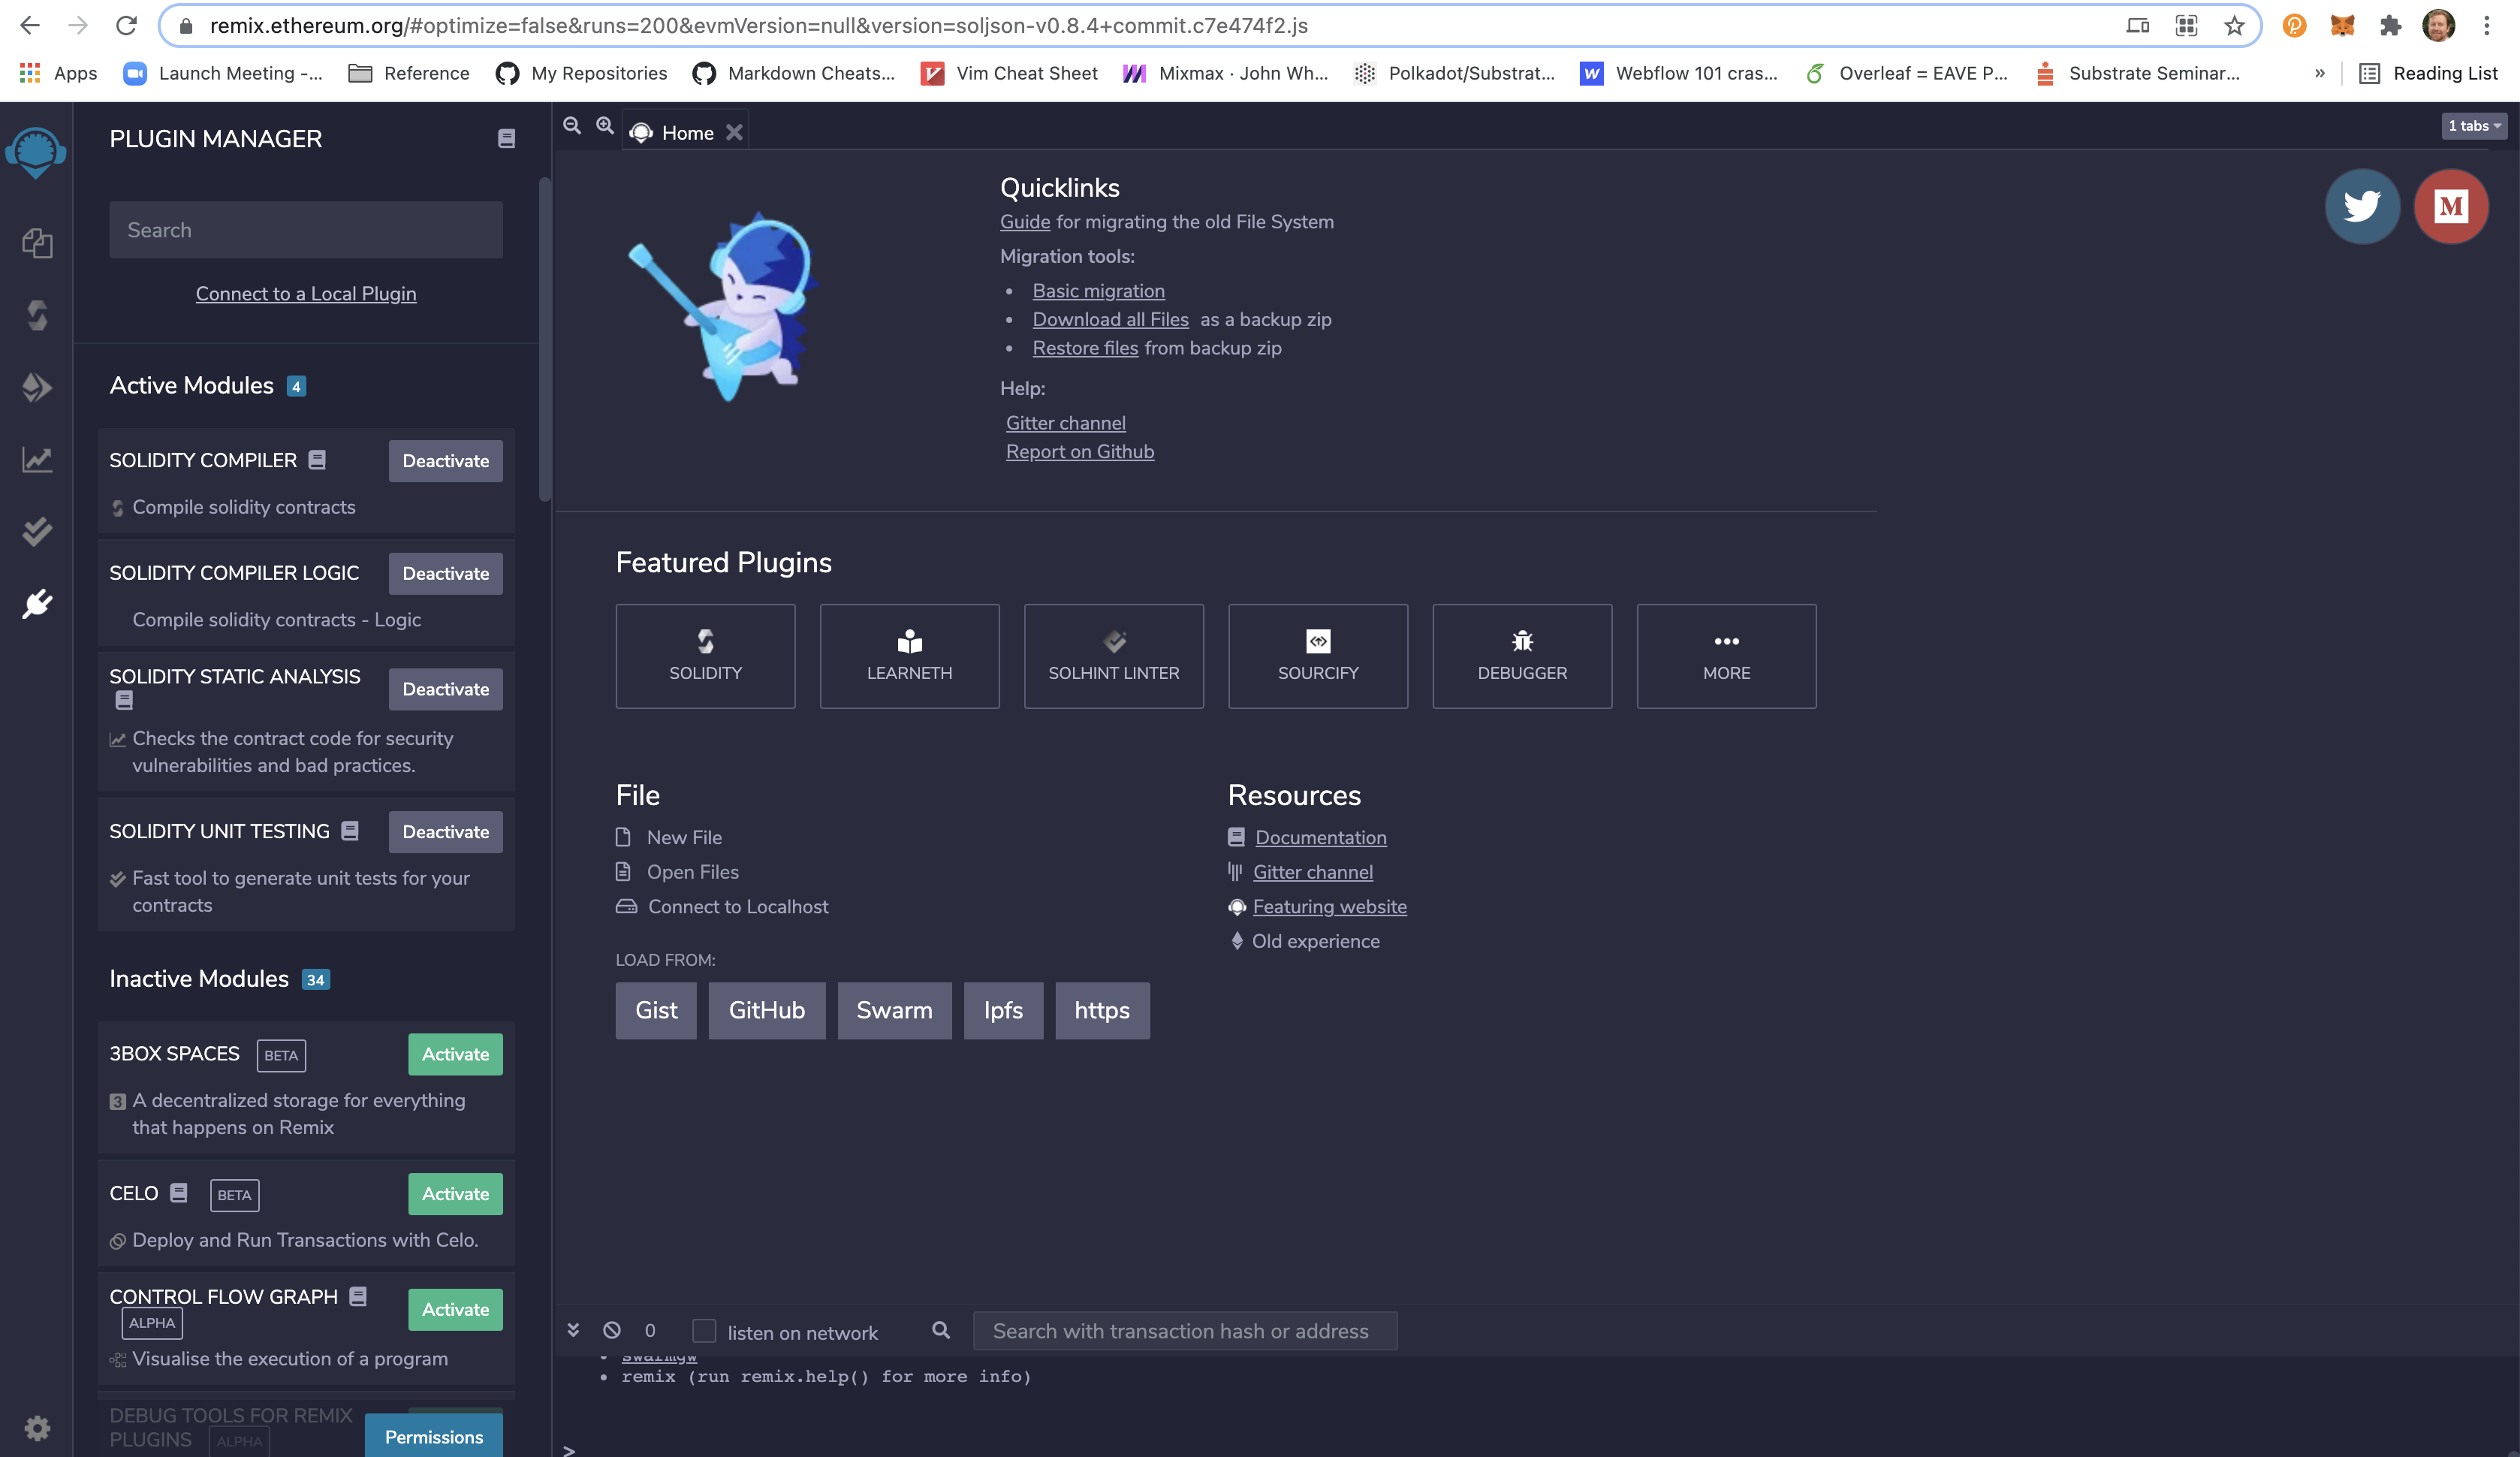 remix.ethereum.org/#optimize=false&runs=200&evmVersion=null&version=soljson-v0.8.4+commit.c7e474f2.js
Apps
Launch Meeting -...
Reference
My Repositories
Markdown Cheats...
Vim Cheat Sheet
Mixmax · John Wh...
Polkadot/Substrat...
Webflow 101 cras...
Overleaf = EAVE P...
Substrate Seminar...
»
Reading List
PLUGIN MANAGER
Search
Connect to a Local Plugin
Active Modules 4
SOLIDITY COMPILER
Deactivate
Compile solidity contracts
SOLIDITY COMPILER LOGIC
Deactivate
Compile solidity contracts - Logic
SOLIDITY STATIC ANALYSIS
Deactivate
Checks the contract code for security
vulnerabilities and bad practices.
SOLIDITY UNIT TESTING
Deactivate
Fast tool to generate unit tests for your
contracts
Inactive Modules 34
3BOX SPACES BETA
Activate
3 A decentralized storage for everything
that happens on Remix
CELO BETA
Activate
Deploy and Run Transactions with Celo.
CONTROL FLOW GRAPH
ALPHA
Activate
Visualise the execution of a program
DEBUG TOOLS FOR REMIX
PLUGINS ALPHA
Permissions
Home
1 tabs
Quicklinks
Guide for migrating the old File System
Migration tools:
• Basic migration
• Download all Files as a backup zip
• Restore files from backup zip
Help:
Gitter channel
Report on Github
M
Featured Plugins
SOLIDITY
LEARNETH
SOLHINT LINTER
SOURCIFY
DEBUGGER
MORE
File
New File
Open Files
Connect to Localhost
LOAD FROM:
Gist
GitHub
Swarm
Ipfs
https
Resources
Documentation
Gitter channel
Featuring website
Old experience
0
listen on network
Search with transaction hash or address
• swarmgw
• remix (run remix.help() for more info)
>